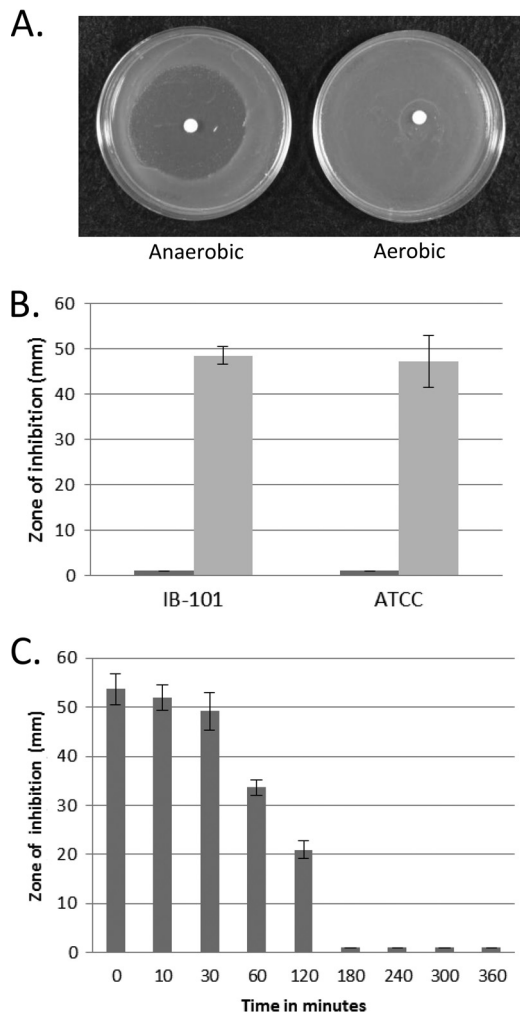 A.
Anaerobic Aerobic
B.
Zone of inhibition (mm)
60
50
40
30
20
10
0
IB-101 ATCC
C.
Zone of inhibition (mm)
60
50
40
30
20
10
0
0 10 30 60 120 180 240 300 360
Time in minutes